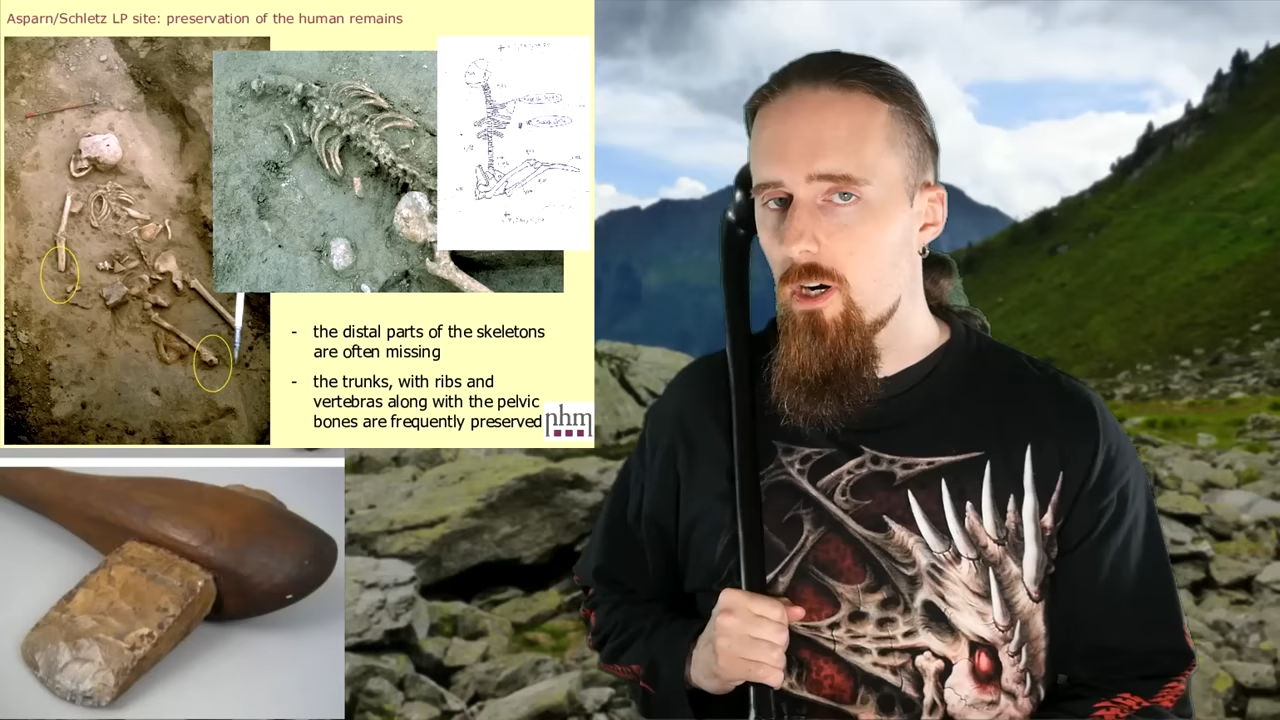 Asparn/Schletz LP site: preservation of the human remains
- the distal parts of the skeletons
are often missing
- the trunks, with ribs and
vertebras along with the pelvic
bones are frequently preserved
nhm